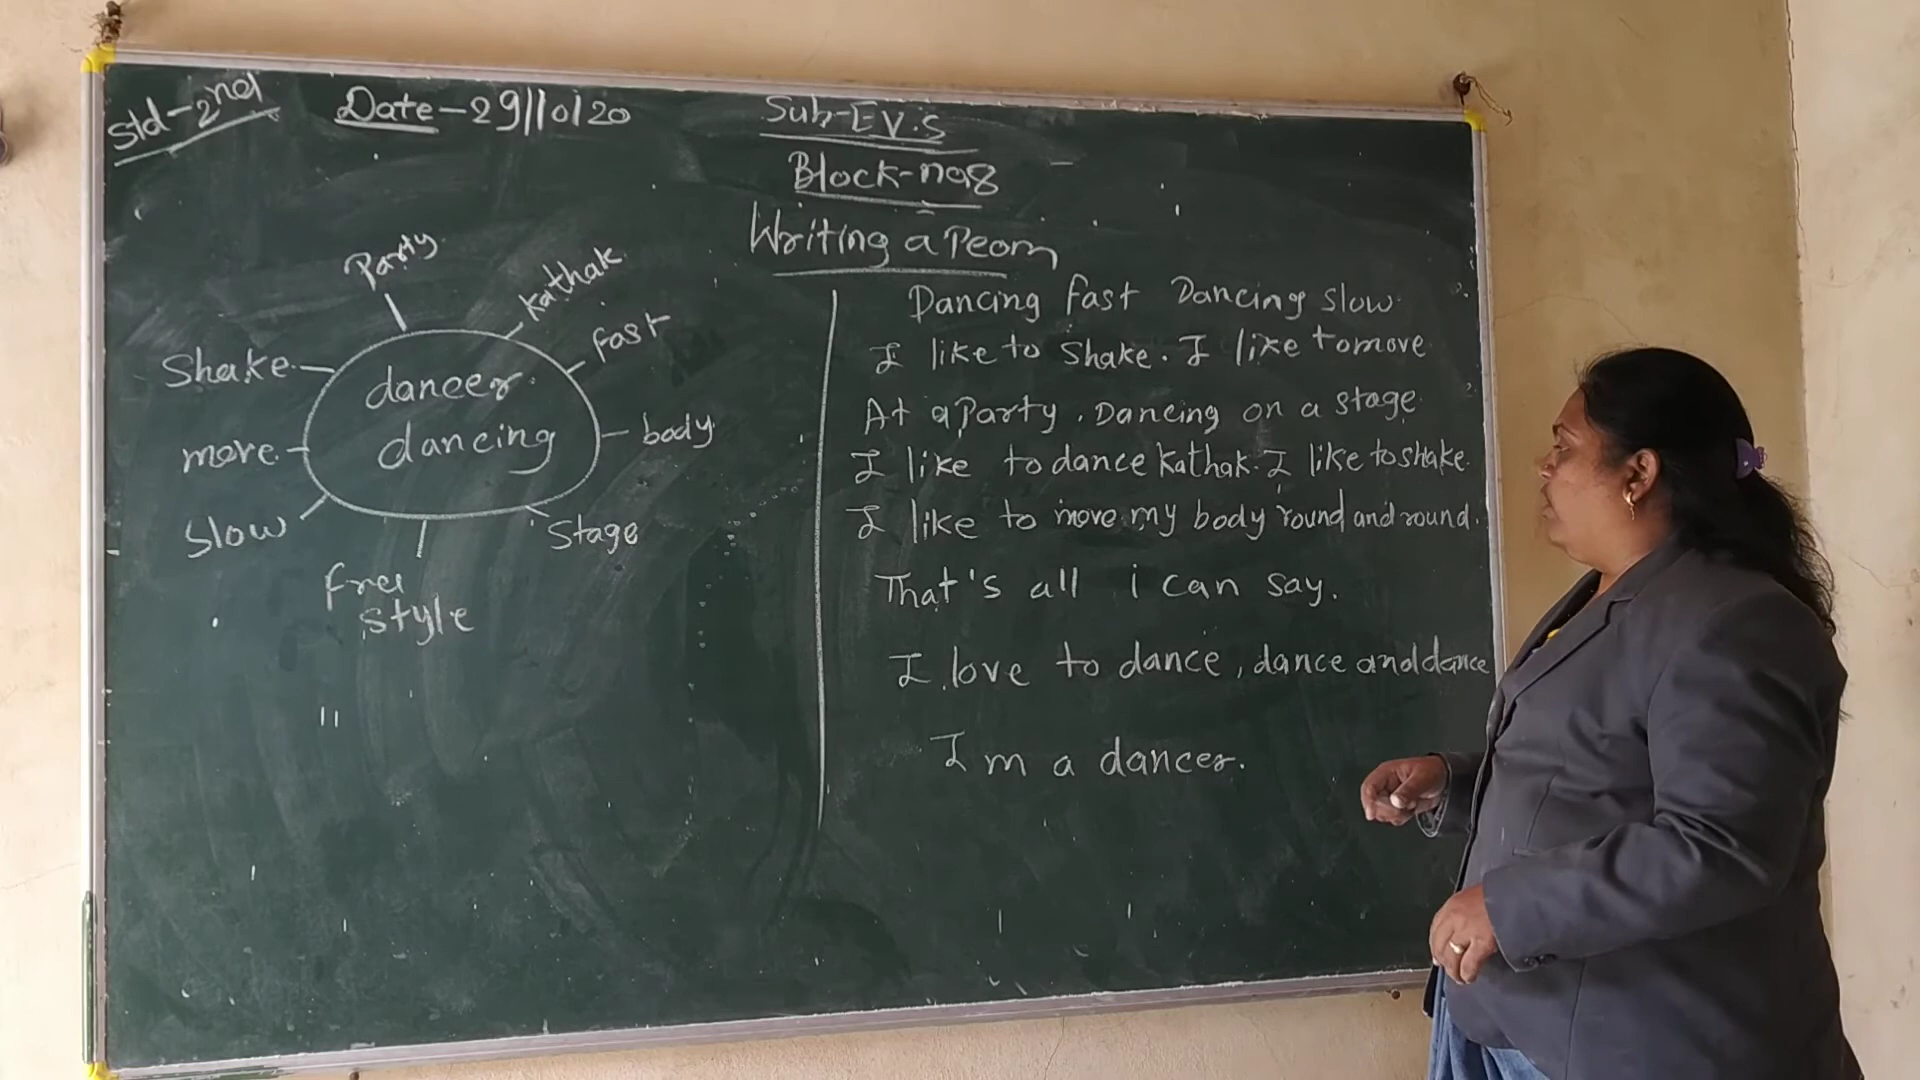 Std-2nd
Date-29/10/20
Sub-E.V.S
Block-no8
Writing a Peom
Party
Kathak
fast
Shake
dancer
dancing
body
move
Slow
Stage
Free
style
Dancing fast Dancing slow.
I like to Shake. I like to move
At a Party. Dancing on a stage
I like to dance Kathak. I like to shake.
I like to move my body round and round.
That's all i can say.
I love to dance, dance and dance
I m a dancer.